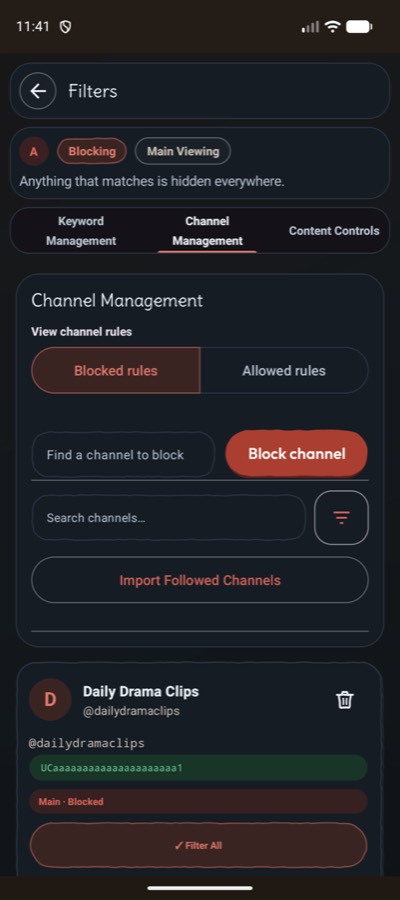 11:41
Filters
A Blocking Main Viewing
Anything that matches is hidden everywhere.
Keyword
Management
Channel
Management
Content Controls
Channel Management
View channel rules
Blocked rules Allowed rules
Find a channel to block Block channel
Search channels...
Import Followed Channels
D
Daily Drama Clips
@dailydramaclips
@dailydramaclips
UCaaaaaaaaaaaaaaaaaaaaa1
Main · Blocked
✓ Filter All